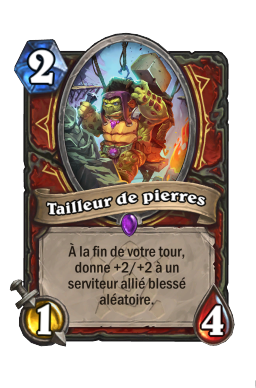 2
Tailleur de pierres
À la fin de votre tour,
donne +2/+2 à un
serviteur allié blessé
aléatoire.
1
4